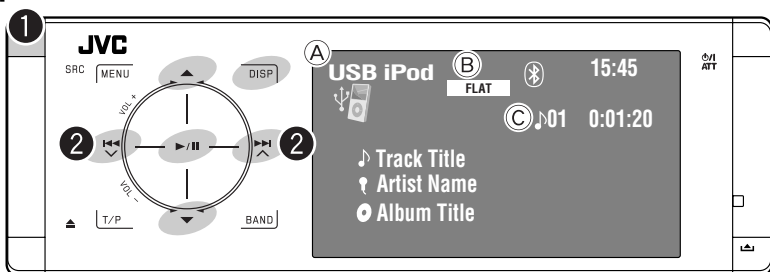 1
JVC
SRC MENU DISP
VOL +
2 2
VOL –
T/P BAND
A
USB iPod B 15:45
FLAT
C 01 0:01:20
Track Title
Artist Name
Album Title
/I
ATT